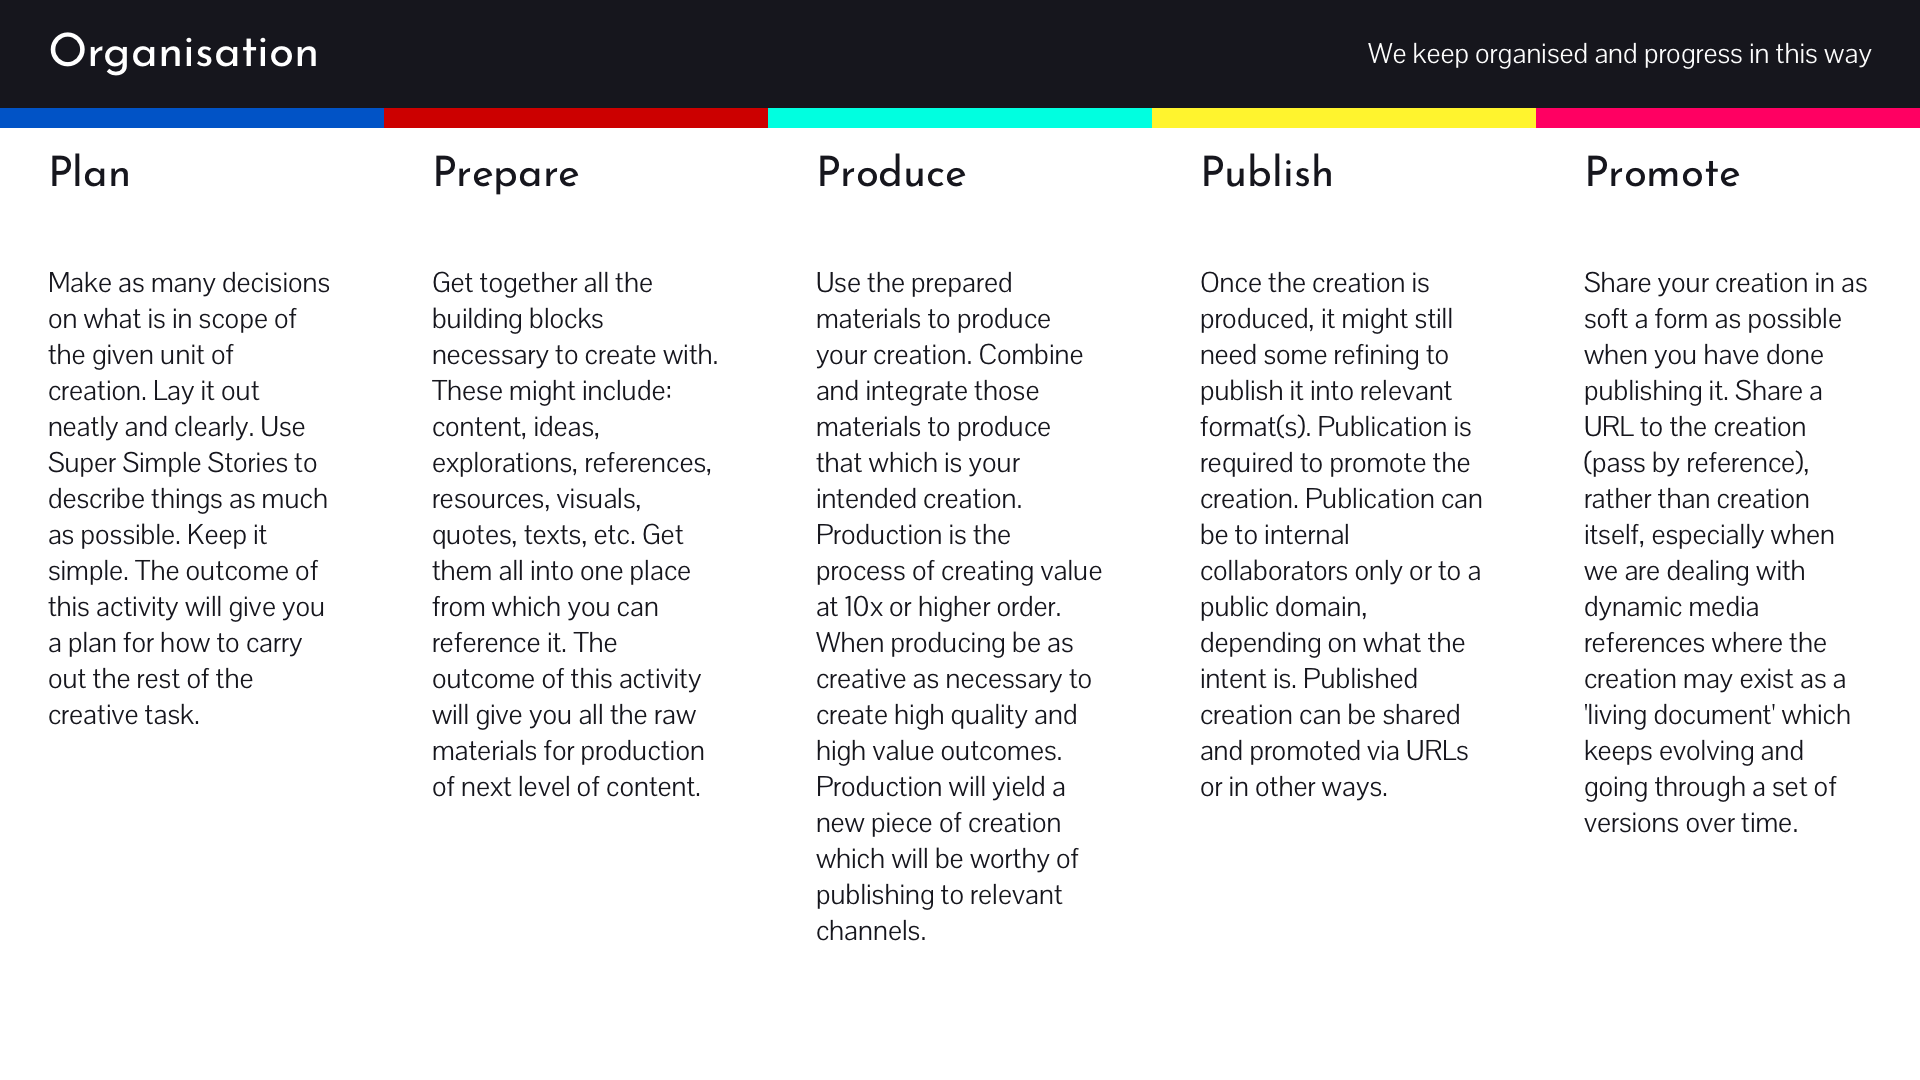 Organisation
We keep organised and progress in this way
Plan
Make as many decisions
on what is in scope of
the given unit of
creation. Lay it out
neatly and clearly. Use
Super Simple Stories to
describe things as much
as possible. Keep it
simple. The outcome of
this activity will give you
a plan for how to carry
out the rest of the
creative task.
Prepare
Get together all the
building blocks
necessary to create with.
These might include:
content, ideas,
explorations, references,
resources, visuals,
quotes, texts, etc. Get
them all into one place
from which you can
reference it. The
outcome of this activity
will give you all the raw
materials for production
of next level of content.
Produce
Use the prepared
materials to produce
your creation. Combine
and integrate those
materials to produce
that which is your
intended creation.
Production is the
process of creating value
at 10x or higher order.
When producing be as
creative as necessary to
create high quality and
high value outcomes.
Production will yield a
new piece of creation
which will be worthy of
publishing to relevant
channels.
Publish
Once the creation is
produced, it might still
need some refining to
publish it into relevant
format(s). Publication is
required to promote the
creation. Publication can
be to internal
collaborators only or to a
public domain,
depending on what the
intent is. Published
creation can be shared
and promoted via URLs
or in other ways.
Promote
Share your creation in as
soft a form as possible
when you have done
publishing it. Share a
URL to the creation
(pass by reference),
rather than creation
itself, especially when
we are dealing with
dynamic media
references where the
creation may exist as a
'living document' which
keeps evolving and
going through a set of
versions over time.